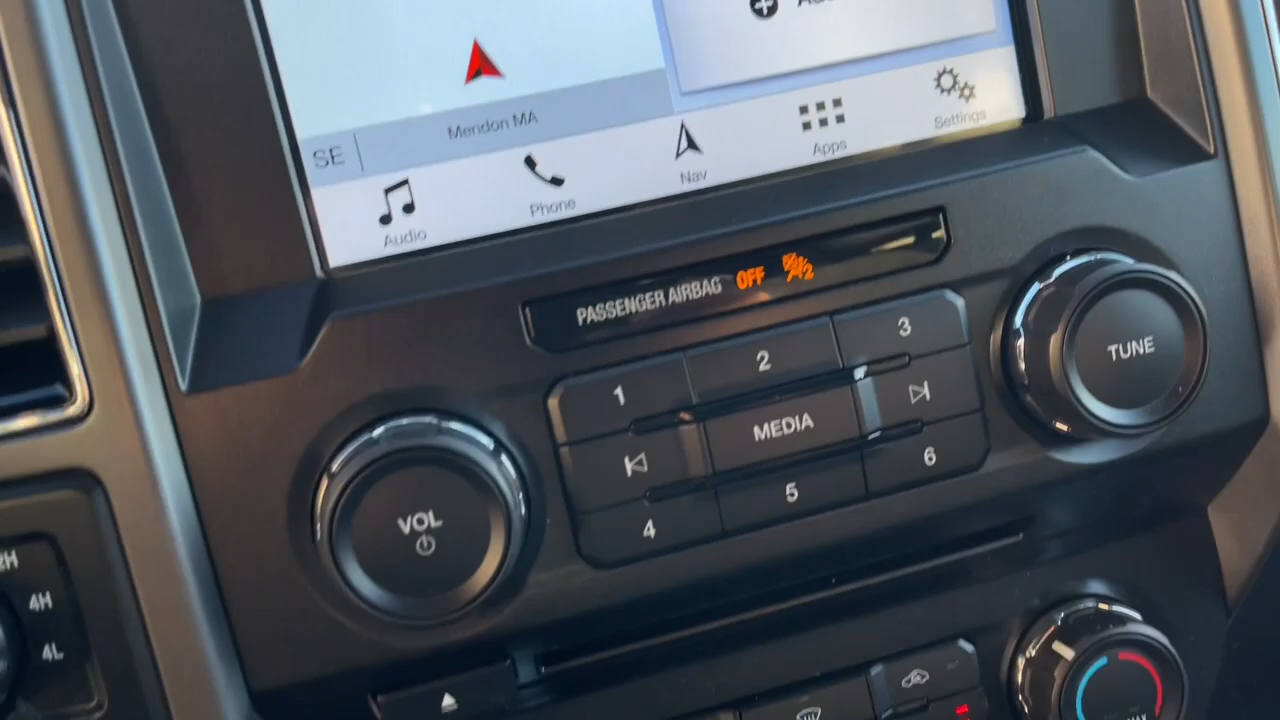 SE
Mendon MA
Audio
Phone
Nav
Apps
Settings
PASSENGER AIRBAG OFF
1
2
3
MEDIA
4
5
6
VOL
TUNE
4H
4L